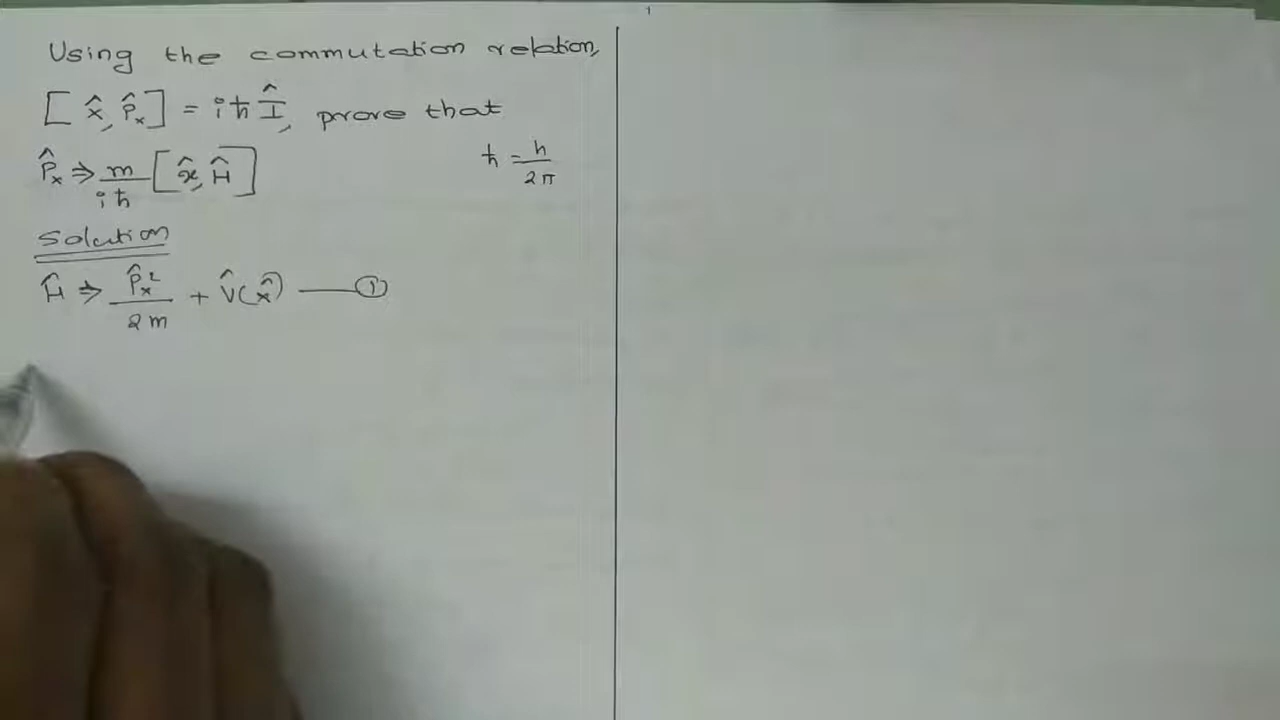 Using the commutation relation,
[x̂, P̂ₓ] = iħ Î, prove that
P̂ₓ ⇒ m/iħ [x̂, Ĥ]
ħ = h/2π
Solution
Ĥ ⇒ P̂ₓ²/2m + V̂(x̂) —— ①